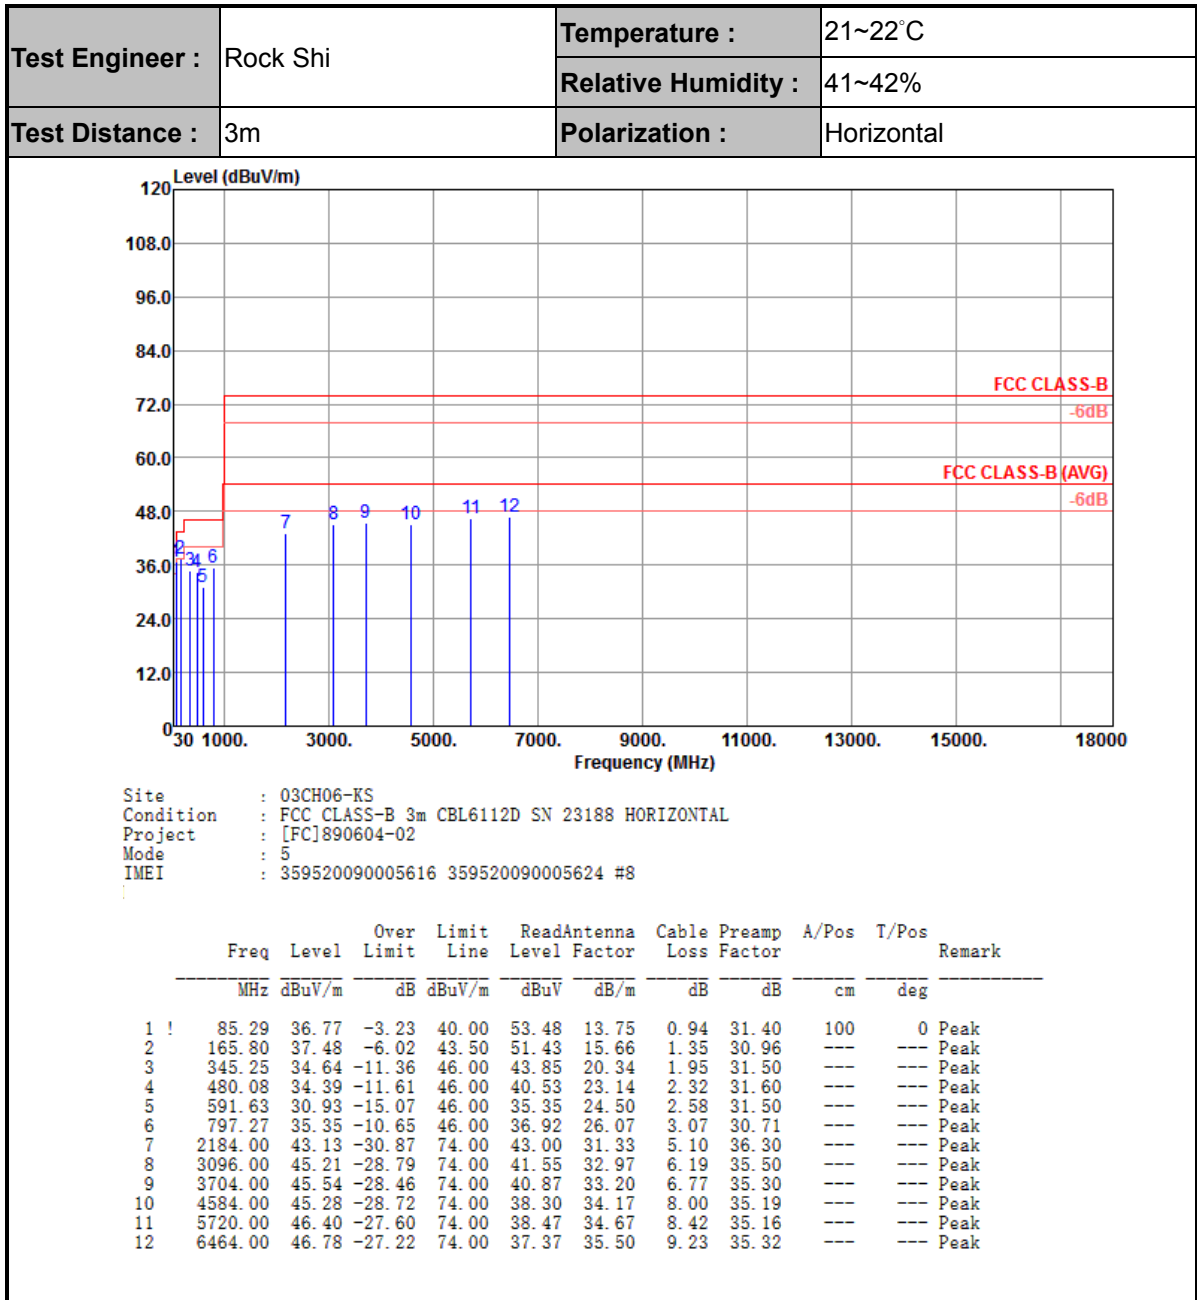 Test Engineer : Rock Shi Temperature : 21~22°C
Relative Humidity : 41~42%
Test Distance : 3m Polarization : Horizontal
Level (dBuV/m)
120
108.0
96.0
84.0
FCC CLASS-B
72.0
-6dB
60.0
FCC CLASS-B (AVG)
-6dB
48.0
7 8 9 10 11 12
2 3 4 5 6
36.0
24.0
12.0
0
30 1000. 3000. 5000. 7000. 9000. 11000. 13000. 15000. 18000
Frequency (MHz)
Site : 03CH06-KS
Condition : FCC CLASS-B 3m CBL6112D SN 23188 HORIZONTAL
Project : [FC]890604-02
Mode : 5
IMEI : 359520090005616 359520090005624 #8
Over Limit ReadAntenna Cable Preamp A/Pos T/Pos
Freq Level Limit Line Level Factor Loss Factor Remark
MHz dBuV/m dB dBuV/m dBuV dB/m dB dB cm deg
1 ! 85.29 36.77 -3.23 40.00 53.48 13.75 0.94 31.40 100 0 Peak
2 165.80 37.48 -6.02 43.50 51.43 15.66 1.35 30.96 --- --- Peak
3 345.25 34.64 -11.36 46.00 43.85 20.34 1.95 31.50 --- --- Peak
4 480.08 34.39 -11.61 46.00 40.53 23.14 2.32 31.60 --- --- Peak
5 591.63 30.93 -15.07 46.00 35.35 24.50 2.58 31.50 --- --- Peak
6 797.27 35.35 -10.65 46.00 36.92 26.07 3.07 30.71 --- --- Peak
7 2184.00 43.13 -30.87 74.00 43.00 31.33 5.10 36.30 --- --- Peak
8 3096.00 45.21 -28.79 74.00 41.55 32.97 6.19 35.50 --- --- Peak
9 3704.00 45.54 -28.46 74.00 40.87 33.20 6.77 35.30 --- --- Peak
10 4584.00 45.28 -28.72 74.00 38.30 34.17 8.00 35.19 --- --- Peak
11 5720.00 46.40 -27.60 74.00 38.47 34.67 8.42 35.16 --- --- Peak
12 6464.00 46.78 -27.22 74.00 37.37 35.50 9.23 35.32 --- --- Peak